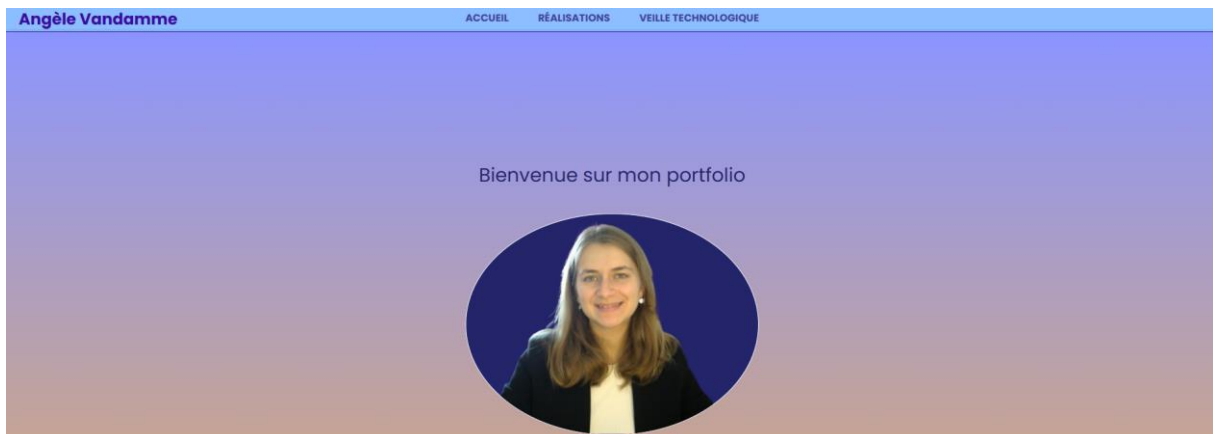 Angèle Vandamme
ACCUEIL RÉALISATIONS VEILLE TECHNOLOGIQUE
Bienvenue sur mon portfolio